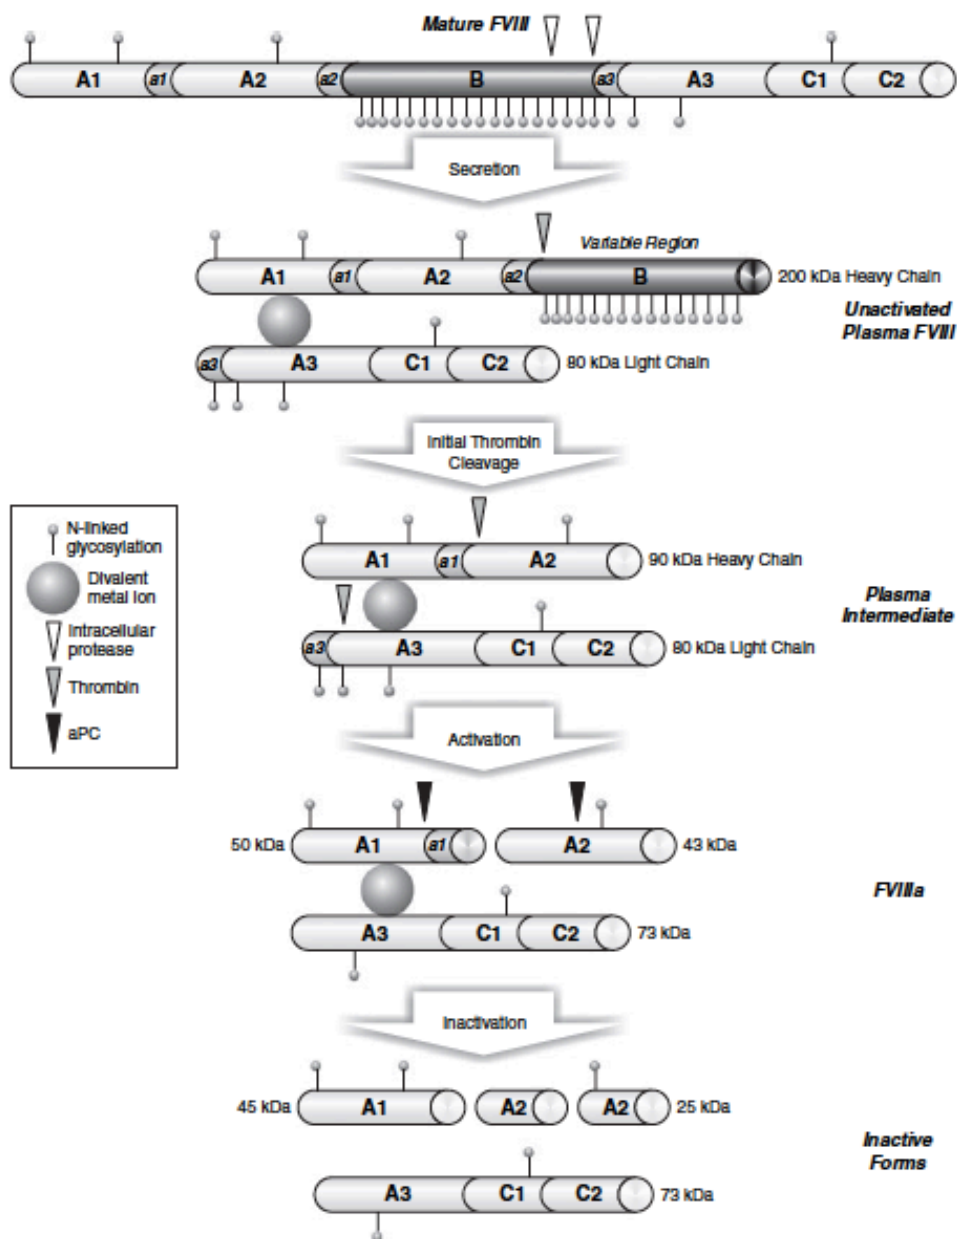 Mature FVIII
A1 a1 A2 a2 B a3 A3 C1 C2
Secretion
Variable Region
A1 a1 A2 a2 B 200 kDa Heavy Chain
Unactivated
Plasma FVIII
a3 A3 C1 C2 80 kDa Light Chain
Initial Thrombin
Cleavage
N-linked
glycosylation
Divalent
metal ion
Intracellular
protease
Thrombin
aPC
A1 a1 A2 90 kDa Heavy Chain
Plasma
Intermediate
a3 A3 C1 C2 80 kDa Light Chain
Activation
50 kDa A1 a1 A2 43 kDa
FVIIIa
A3 C1 C2 73 kDa
Inactivation
45 kDa A1 A2 A2 25 kDa
Inactive
Forms
A3 C1 C2 73 kDa